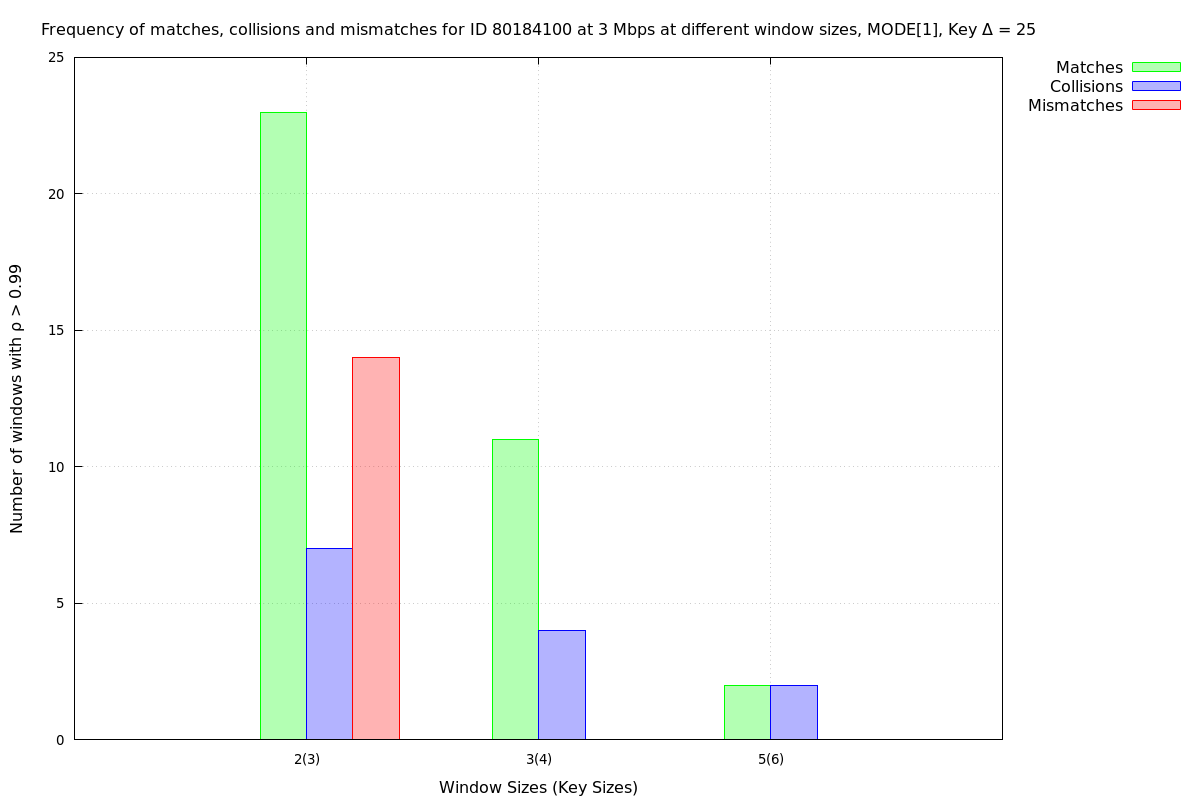 Frequency of matches, collisions and mismatches for ID 80184100 at 3 Mbps at different window sizes, MODE[1], Key Δ = 25
Matches
Collisions
Mismatches
Number of windows with ρ > 0.99
25
20
15
10
5
0
2(3) 3(4) 5(6)
Window Sizes (Key Sizes)